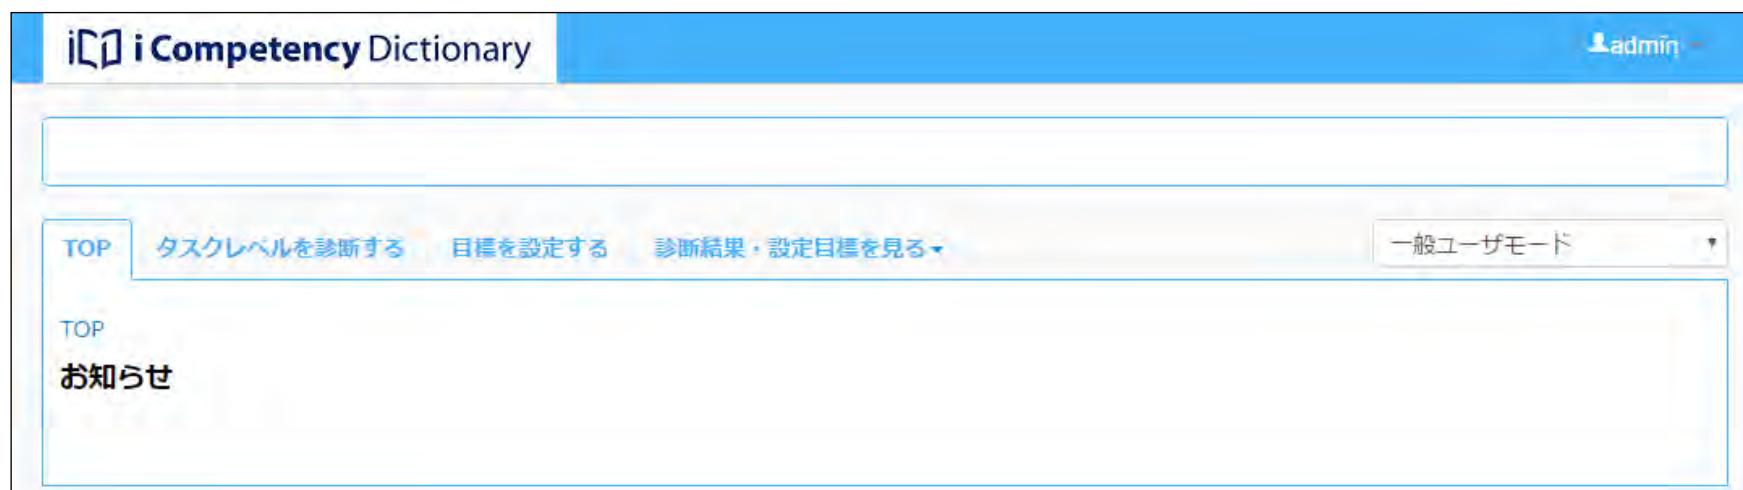 i Competency Dictionary
admin
TOP タスクレベルを診断する 目標を設定する 診断結果・設定目標を見る 一般ユーザモード
TOP
お知らせ